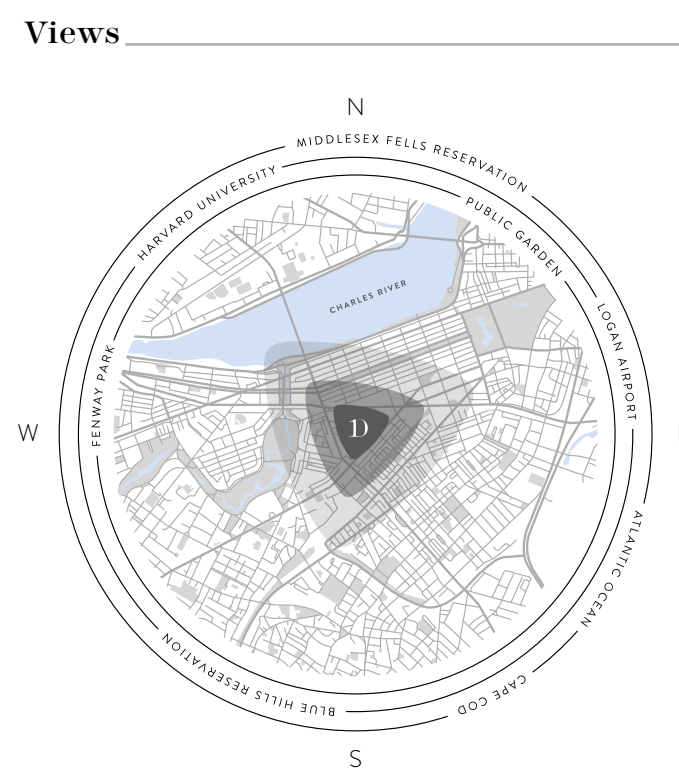 Views
N
MIDDLESEX FELLS RESERVATION
HARVARD UNIVERSITY
PUBLIC GARDEN
CHARLES RIVER
LOGAN AIRPORT
FENWAY PARK
W
1D
ATLANTIC OCEAN
BLUE HILLS RESERVATION
CAPE COD
S